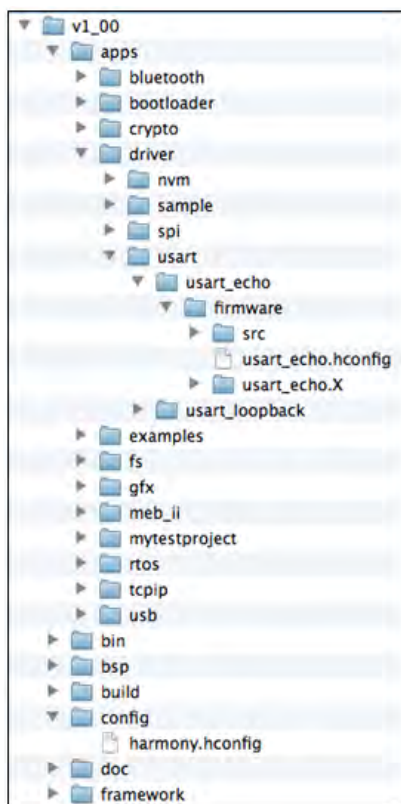 v1_00
apps
bluetooth
bootloader
crypto
driver
nvm
sample
spi
usart
usart_echo
firmware
src
usart_echo.hconfig
usart_echo.X
usart_loopback
examples
fs
gfx
meb_ii
mytestproject
rtos
tcpip
usb
bin
bsp
build
config
harmony.hconfig
doc
framework